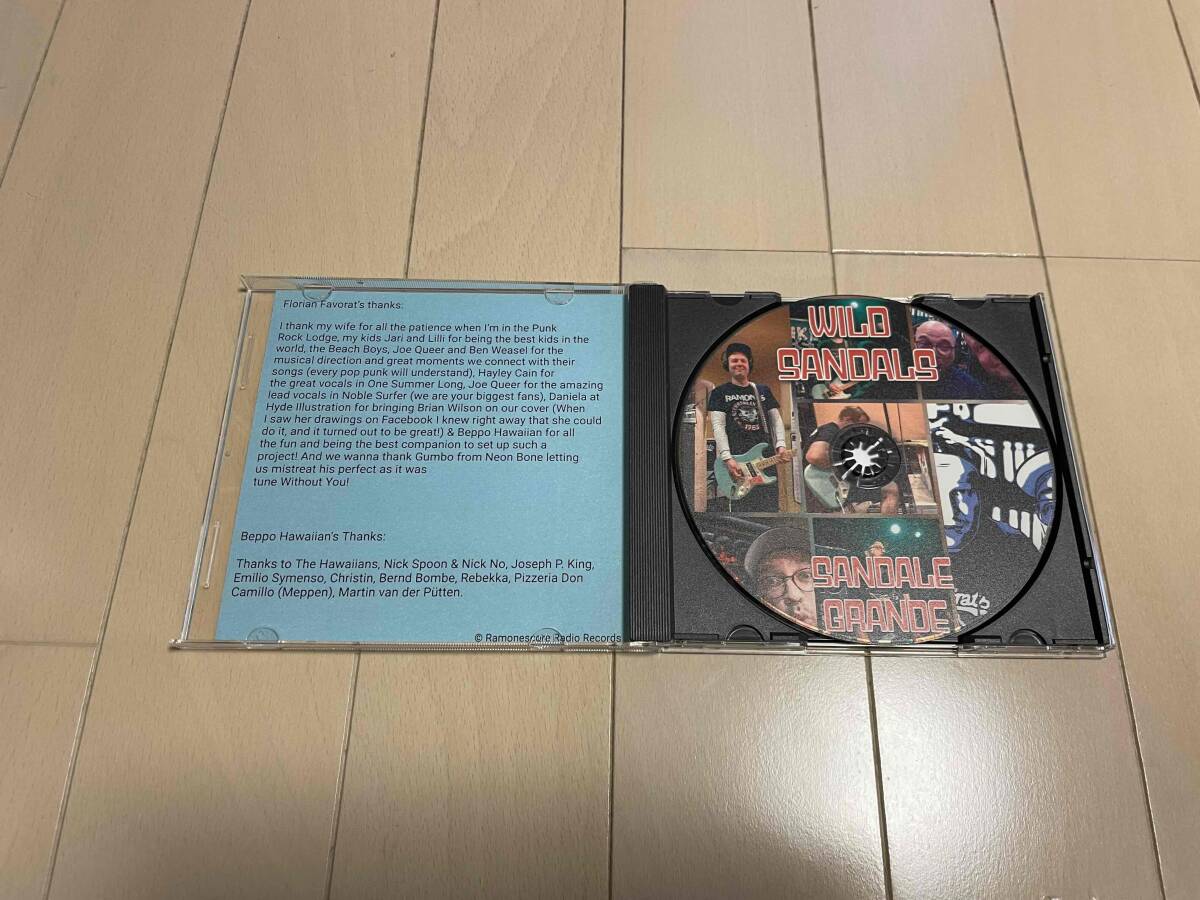 Florian Favorat's thanks:
I thank my wife for all the patience when I'm in the Punk
Rock Lodge, my kids Jari and Lilli for being the best kids in the
world, the Beach Boys, Joe Queer and Ben Weasel for the
musical direction and great moments we connect with their
songs (every pop punk will understand), Hayley Cain for
the great vocals in One Summer Long, Joe Queer for the amazing
lead vocals in Noble Surfer (we are your biggest fans), Daniela at
Hyde Illustration for bringing Brian Wilson on our cover (When
I saw her drawings on Facebook I knew right away that she could
do it, and it turned out to be great!) & Beppo Hawaiian for all
the fun and being the best companion to set up such a
project! And we wanna thank Gumbo from Neon Bone letting
us mistreat his perfect as it was
tune Without You!
Beppo Hawaiian's Thanks:
Thanks to The Hawaiians, Nick Spoon & Nick No, Joseph P. King,
Emilio Symenso, Christin, Bernd Bombe, Rebekka, Pizzeria Don
Camillo (Meppen), Martin van der Pütten.
© Ramonescore Radio Records
WILD
SANDALS
RAMONES
SANDALE
GRANDE